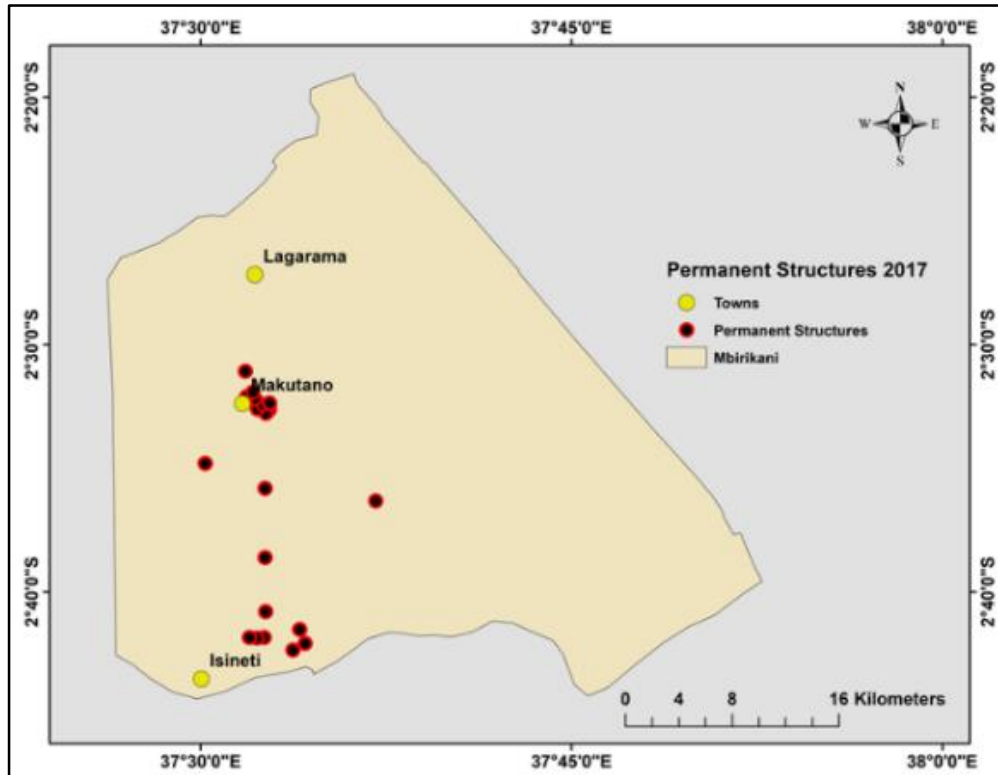 37°30'0"E 37°45'0"E 38°0'0"E
2°20'0"S 2°20'0"S
N
W E
S
Lagarama
Permanent Structures 2017
Towns
Permanent Structures
Mbirikani
2°30'0"S 2°30'0"S
Makutano
2°40'0"S 2°40'0"S
Isineti
0 4 8 16 Kilometers
37°30'0"E 37°45'0"E 38°0'0"E